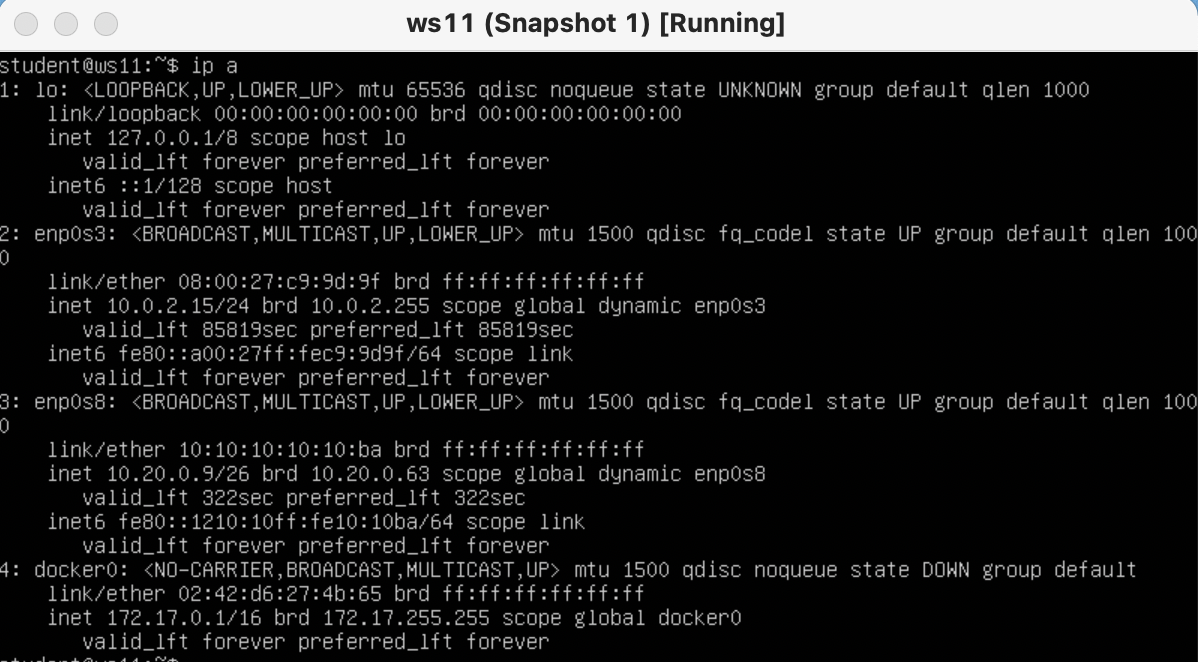 ws11 (Snapshot 1) [Running]
student@ws11:~$ ip a
1: lo: <LOOPBACK,UP,LOWER_UP> mtu 65536 qdisc noqueue state UNKNOWN group default qlen 1000
link/loopback 00:00:00:00:00:00 brd 00:00:00:00:00:00
inet 127.0.0.1/8 scope host lo
valid_lft forever preferred_lft forever
inet6 ::1/128 scope host
valid_lft forever preferred_lft forever
2: enp0s3: <BROADCAST,MULTICAST,UP,LOWER_UP> mtu 1500 qdisc fq_codel state UP group default qlen 100
0
link/ether 08:00:27:c9:9d:9f brd ff:ff:ff:ff:ff:ff
inet 10.0.2.15/24 brd 10.0.2.255 scope global dynamic enp0s3
valid_lft 85819sec preferred_lft 85819sec
inet6 fe80::a00:27ff:fec9:9d9f/64 scope link
valid_lft forever preferred_lft forever
3: enp0s8: <BROADCAST,MULTICAST,UP,LOWER_UP> mtu 1500 qdisc fq_codel state UP group default qlen 100
0
link/ether 10:10:10:10:10:ba brd ff:ff:ff:ff:ff:ff
inet 10.20.0.9/26 brd 10.20.0.63 scope global dynamic enp0s8
valid_lft 322sec preferred_lft 322sec
inet6 fe80::1210:10ff:fe10:10ba/64 scope link
valid_lft forever preferred_lft forever
4: docker0: <NO-CARRIER,BROADCAST,MULTICAST,UP> mtu 1500 qdisc noqueue state DOWN group default
link/ether 02:42:d6:27:4b:65 brd ff:ff:ff:ff:ff:ff
inet 172.17.0.1/16 brd 172.17.255.255 scope global docker0
valid_lft forever preferred_lft forever
student@ws11:~$